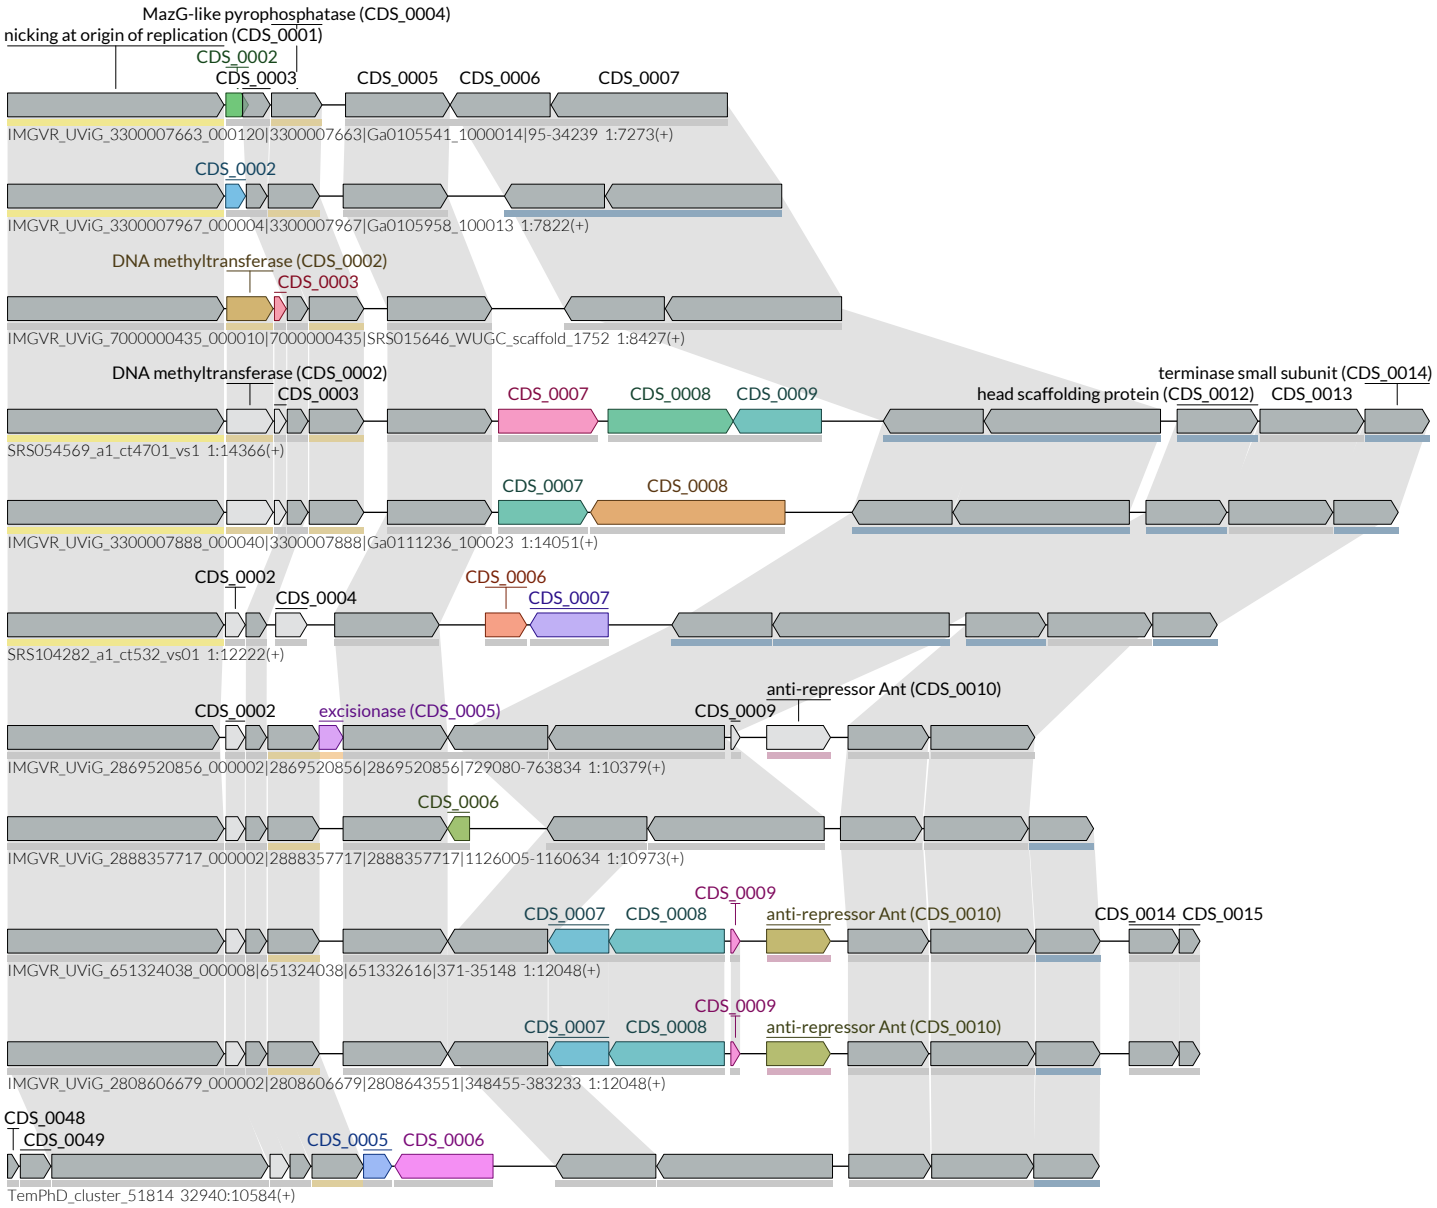 MazG-like pyrophosphatase (CDS_0004)
nicking at origin of replication (CDS_0001)
CDS_0002
CDS_0003 CDS_0005 CDS_0006 CDS_0007
IMGVR_UViG_3300007663_000120|3300007663|Ga0105541_1000014|95-34239 1:7273(+)
CDS_0002
IMGVR_UViG_3300007967_000004|3300007967|Ga0105958_100013 1:7822(+)
DNA methyltransferase (CDS_0002)
CDS_0003
IMGVR_UViG_7000000435_000010|7000000435|SRS015646_WUGC_scaffold_1752 1:8427(+)
DNA methyltransferase (CDS_0002) terminase small subunit (CDS_0014)
CDS_0003 CDS_0007 CDS_0008 CDS_0009 head scaffolding protein (CDS_0012) CDS_0013
SRS054569_a1_ct4701_vs1 1:14366(+)
CDS_0007 CDS_0008
IMGVR_UViG_3300007888_000040|3300007888|Ga0111236_100023 1:14051(+)
CDS_0002 CDS_0006
CDS_0004 CDS_0007
SRS104282_a1_ct532_vs01 1:12222(+)
anti-repressor Ant (CDS_0010)
CDS_0002 excisionase (CDS_0005) CDS_0009
IMGVR_UViG_2869520856_000002|2869520856|2869520856|729080-763834 1:10379(+)
CDS_0006
IMGVR_UViG_2888357717_000002|2888357717|2888357717|1126005-1160634 1:10973(+)
CDS_0009
CDS_0007 CDS_0008 anti-repressor Ant (CDS_0010) CDS_0014 CDS_0015
IMGVR_UViG_651324038_000008|651324038|651332616|371-35148 1:12048(+)
CDS_0009
CDS_0007 CDS_0008 anti-repressor Ant (CDS_0010)
IMGVR_UViG_2808606679_000002|2808606679|2808643551|348455-383233 1:12048(+)
CDS_0048
CDS_0049 CDS_0005 CDS_0006
TemPhD_cluster_51814 32940:10584(+)